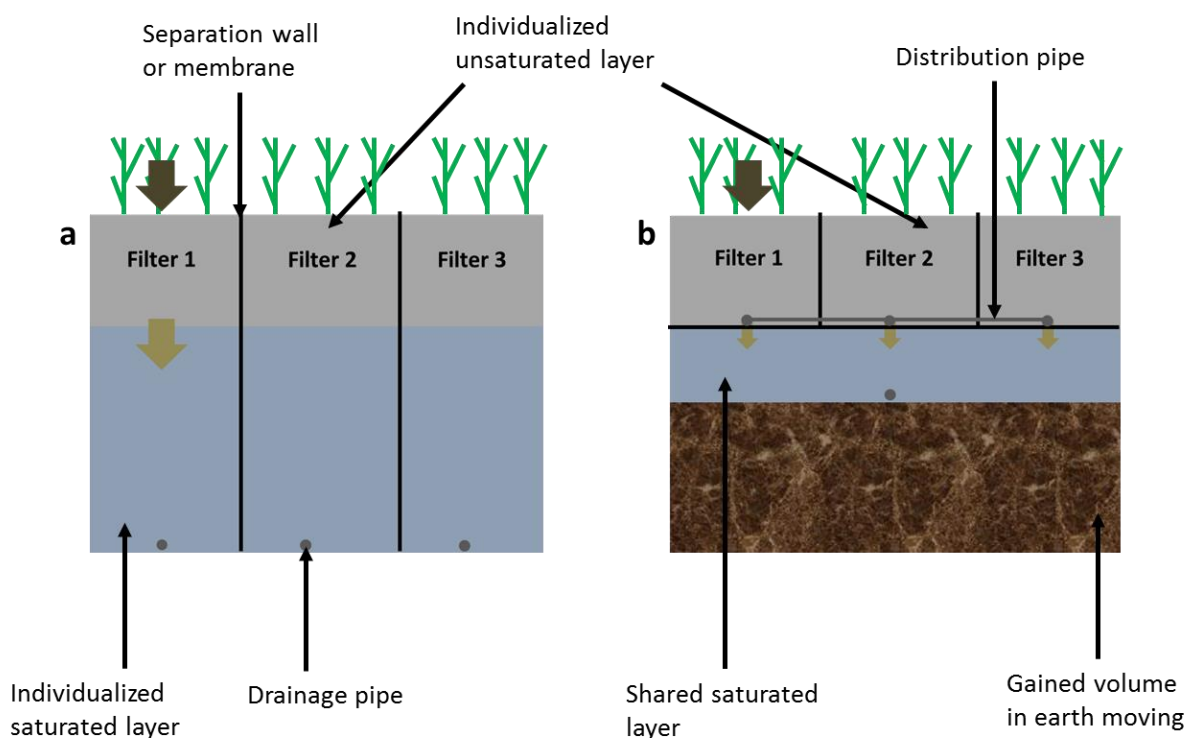 Separation wall
or membrane
Individualized
unsaturated layer
Distribution pipe
a
Filter 1
Filter 2
Filter 3
b
Filter 1
Filter 2
Filter 3
Individualized
saturated layer
Drainage pipe
Shared saturated
layer
Gained volume
in earth moving